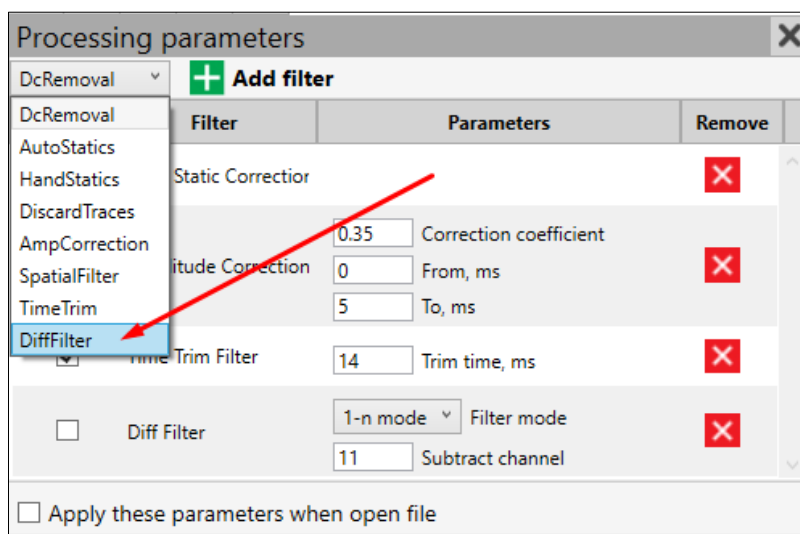 Processing parameters
DcRemoval Add filter
DcRemoval
AutoStatics
HandStatics
DiscardTraces
AmpCorrection
SpatialFilter
TimeTrim
DiffFilter
Filter Parameters Remove
Static Correction
itude Correction
0.35 Correction coefficient
0 From, ms
5 To, ms
Time Trim Filter
14 Trim time, ms
Diff Filter
1-n mode Filter mode
11 Subtract channel
Apply these parameters when open file